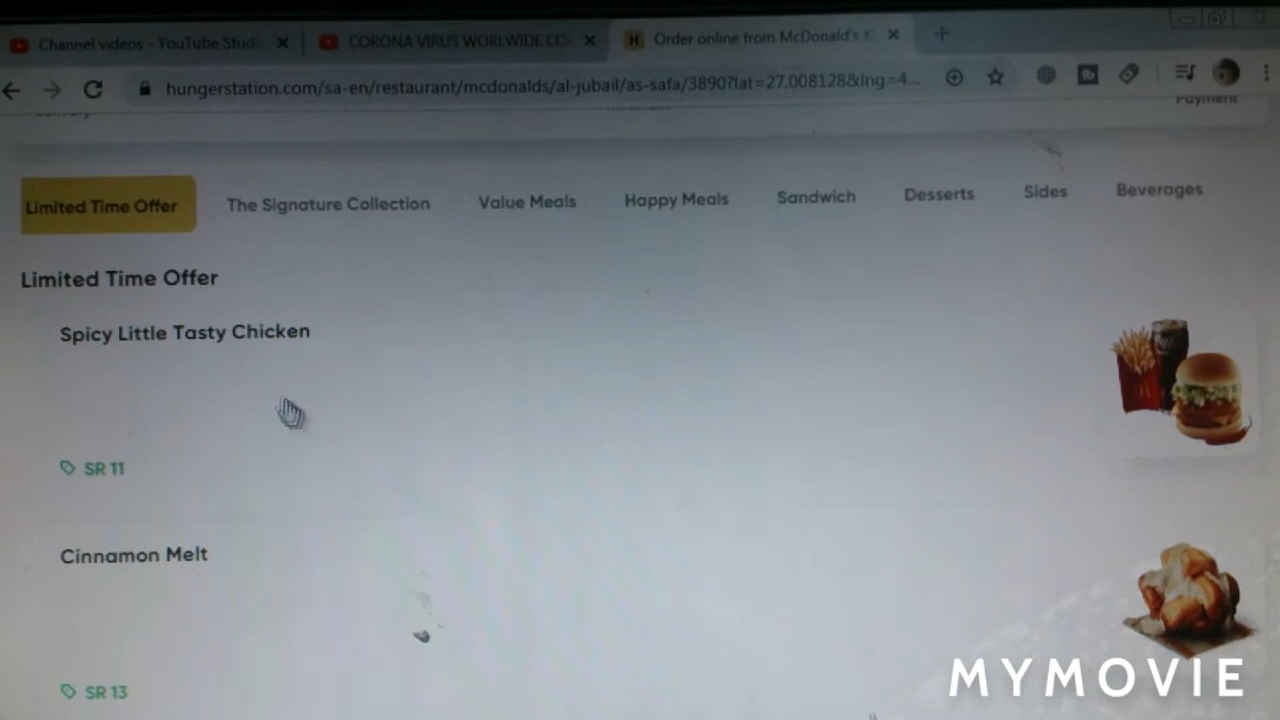 Channel videos - YouTube Studi
CORONA VIRUS WORLWIDE CO
Order online from McDonald's K
hungerstation.com/sa-en/restaurant/mcdonalds/al-jubail/as-safa/3890?lat=27.008128&lng=4...
Payment
Limited Time Offer
The Signature Collection
Value Meals
Happy Meals
Sandwich
Desserts
Sides
Beverages
Limited Time Offer
Spicy Little Tasty Chicken
SR 11
Cinnamon Melt
SR 13
MYMOVIE